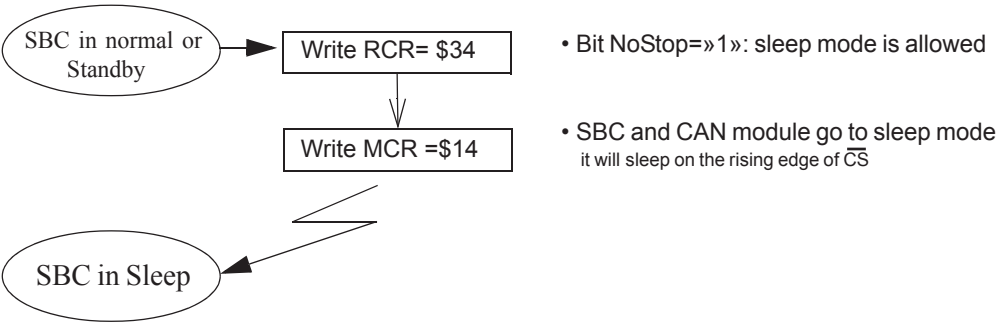 SBC in normal or
Standby
Write RCR= $34
• Bit NoStop=»1»: sleep mode is allowed
Write MCR =$14
• SBC and CAN module go to sleep mode
it will sleep on the rising edge of C̅S̅
SBC in Sleep